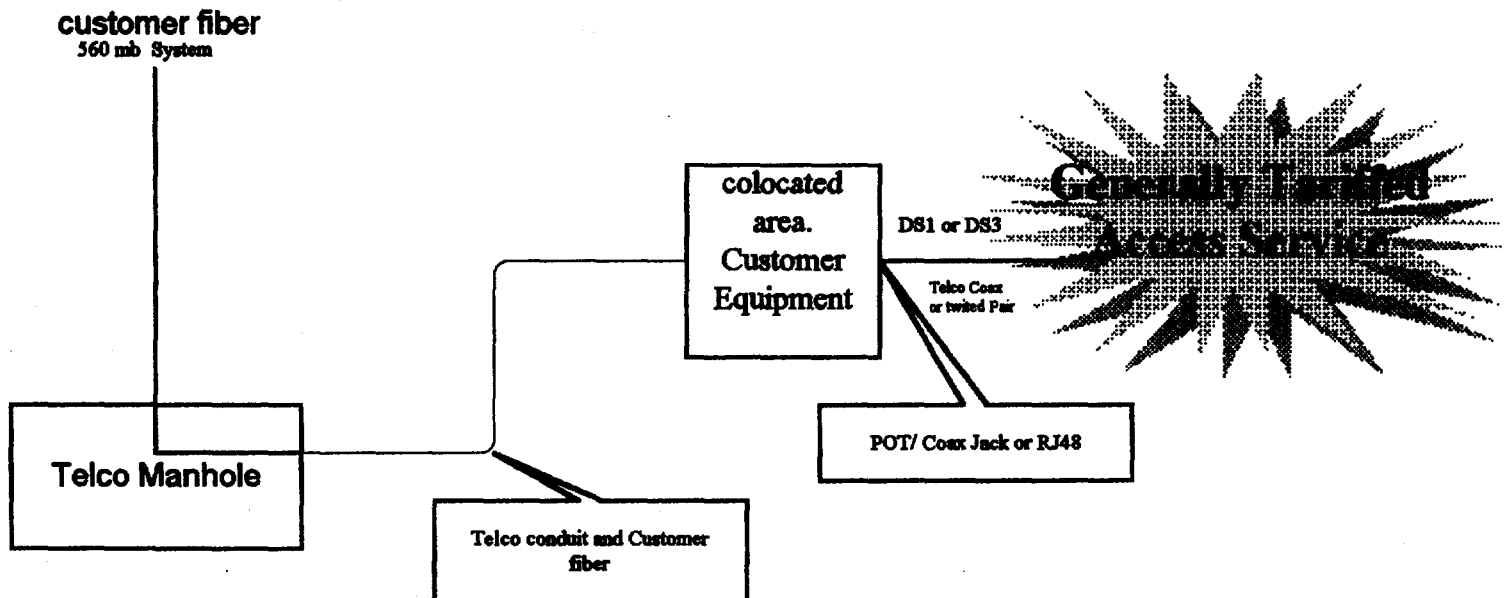 customer fiber
560 mb System
colocated
area.
Customer
Equipment
DS1 or DS3
Telco Coax
or twited Pair
Generally Tariffed
Access Service
POT/ Coax Jack or RJ48
Telco Manhole
Telco conduit and Customer
fiber